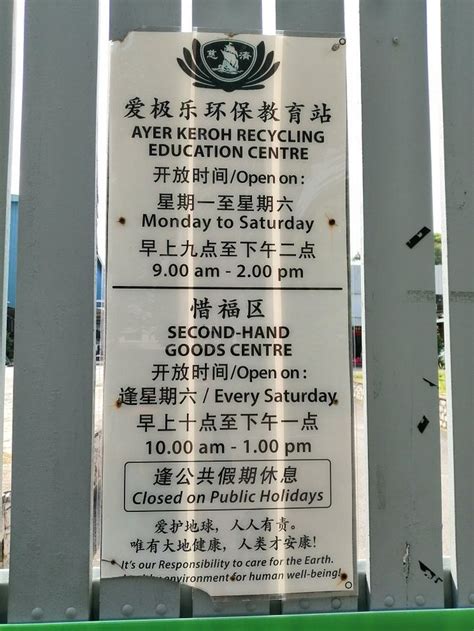 慈 濟
爱极乐环保教育站
AYER KEROH RECYCLING
EDUCATION CENTRE
开放时间/Open on :
星期一至星期六
Monday to Saturday
早上九点至下午二点
9.00 am - 2.00 pm
惜福区
SECOND-HAND
GOODS CENTRE
开放时间/Open on:
逢星期六 / Every Saturday
早上十点至下午一点
10.00 am - 1.00 pm
逢公共假期休息
Closed on Public Holidays
爱护地球，人人有责。
唯有大地健康，人类才安康!
It's our Responsibility to care for the Earth.
environment for human well-being!